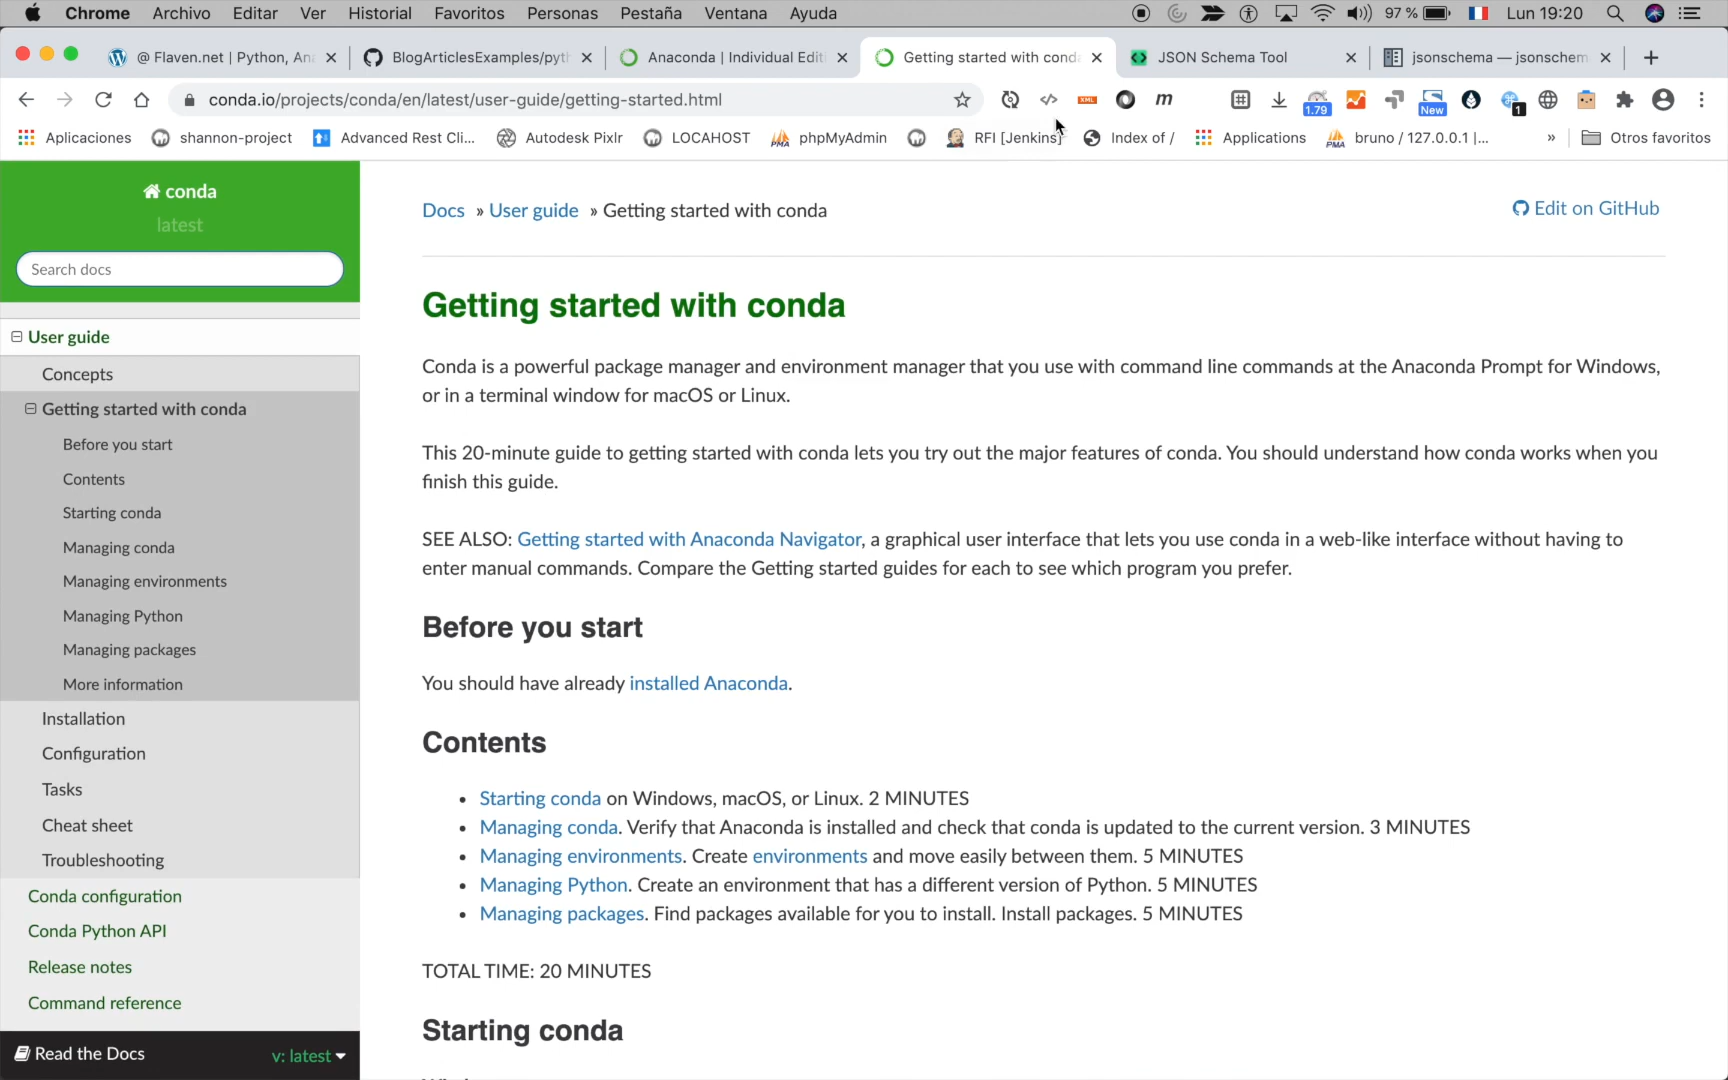 Chrome Archivo Editar Ver Historial Favoritos Personas Pestaña Ventana Ayuda 97 % Lun 19:20
@ Flaven.net | Python, An BlogArticlesExamples/pyth Anaconda | Individual Editi Getting started with conda JSON Schema Tool jsonschema — jsonschem
conda.io/projects/conda/en/latest/user-guide/getting-started.html XML m 1.79 New 1
Aplicaciones shannon-project Advanced Rest Cli... Autodesk Pixlr LOCAHOST phpMyAdmin RFI [Jenkins] Index of / Applications bruno / 127.0.0.1 |... » Otros favoritos
conda
latest
Search docs
User guide
Concepts
Getting started with conda
Before you start
Contents
Starting conda
Managing conda
Managing environments
Managing Python
Managing packages
More information
Installation
Configuration
Tasks
Cheat sheet
Troubleshooting
Conda configuration
Conda Python API
Release notes
Command reference
Read the Docs v: latest
Docs » User guide » Getting started with conda
Edit on GitHub
Getting started with conda
Conda is a powerful package manager and environment manager that you use with command line commands at the Anaconda Prompt for Windows,
or in a terminal window for macOS or Linux.
This 20-minute guide to getting started with conda lets you try out the major features of conda. You should understand how conda works when you
finish this guide.
SEE ALSO: Getting started with Anaconda Navigator, a graphical user interface that lets you use conda in a web-like interface without having to
enter manual commands. Compare the Getting started guides for each to see which program you prefer.
Before you start
You should have already installed Anaconda.
Contents
• Starting conda on Windows, macOS, or Linux. 2 MINUTES
• Managing conda. Verify that Anaconda is installed and check that conda is updated to the current version. 3 MINUTES
• Managing environments. Create environments and move easily between them. 5 MINUTES
• Managing Python. Create an environment that has a different version of Python. 5 MINUTES
• Managing packages. Find packages available for you to install. Install packages. 5 MINUTES
TOTAL TIME: 20 MINUTES
Starting conda